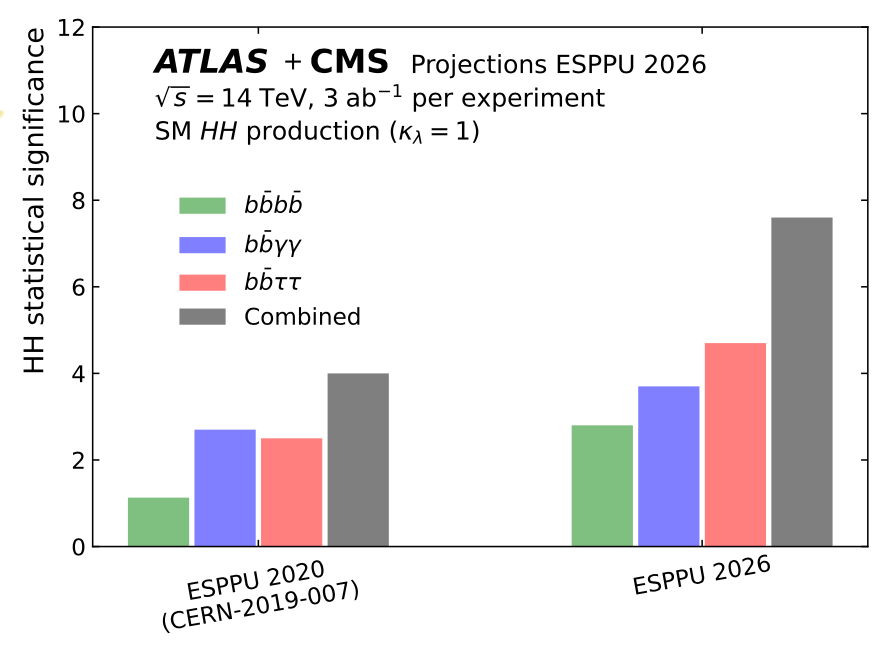 HH statistical significance
12
10
8
6
4
2
0
ATLAS + CMS Projections ESPPU 2026
√s = 14 TeV, 3 ab⁻¹ per experiment
SM HH production (κλ = 1)
bb̄bb̄
bb̄γγ
bb̄ττ
Combined
ESPPU 2020
(CERN-2019-007)
ESPPU 2026